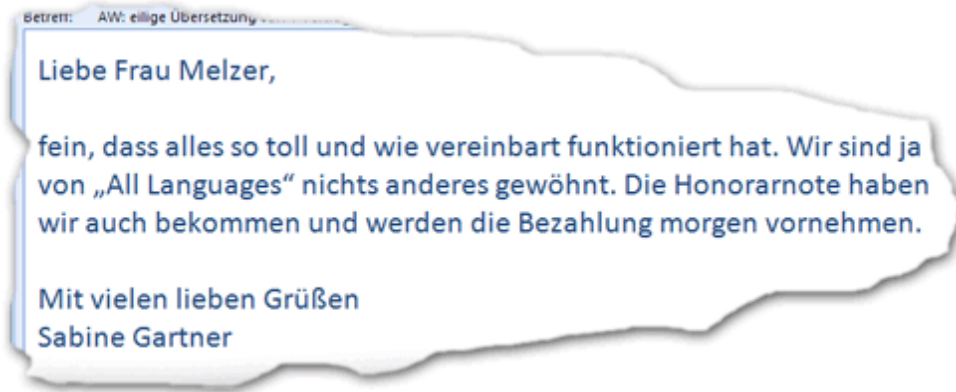 Betreff: AW: eilige Übersetzung
Liebe Frau Melzer,
fein, dass alles so toll und wie vereinbart funktioniert hat. Wir sind ja
von „All Languages“ nichts anderes gewöhnt. Die Honorarnote haben
wir auch bekommen und werden die Bezahlung morgen vornehmen.
Mit vielen lieben Grüßen
Sabine Gartner